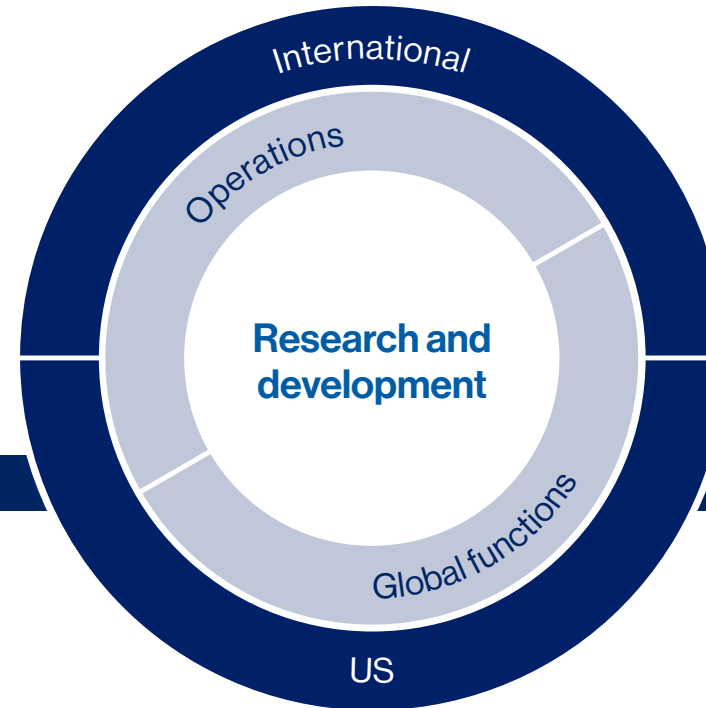 International
Operations
Research and
development
Global functions
US